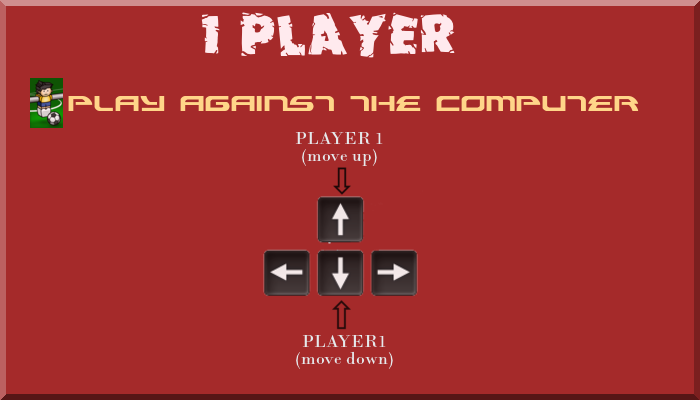 1 PLAYER
PLAY AGAINST THE COMPUTER
PLAYER 1
(move up)
PLAYER1
(move down)